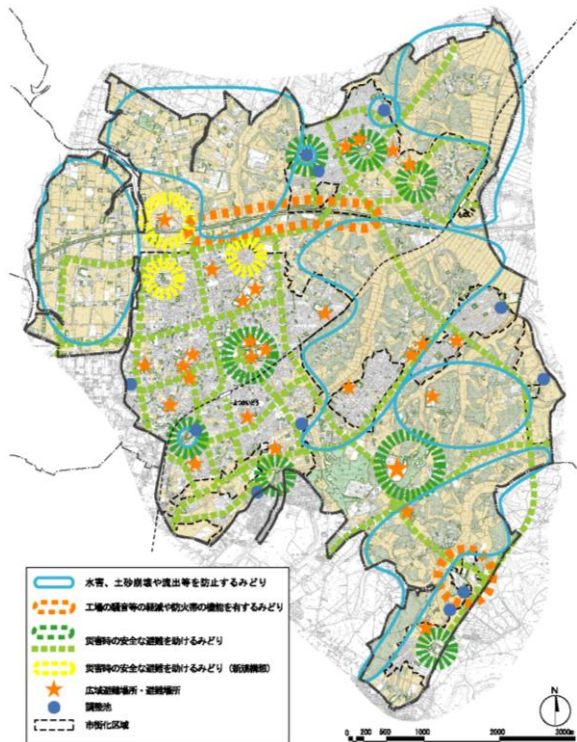 水害、土砂崩壊や流出等を防止するみどり
工場の騒音等の軽減や防火帯の機能を有するみどり
災害時の安全な避難を助けるみどり
災害時の安全な避難を助けるみどり（新規構想）
広域避難場所・避難場所
調整池
市街化区域
N
0 200 500 1000 2000 3000m